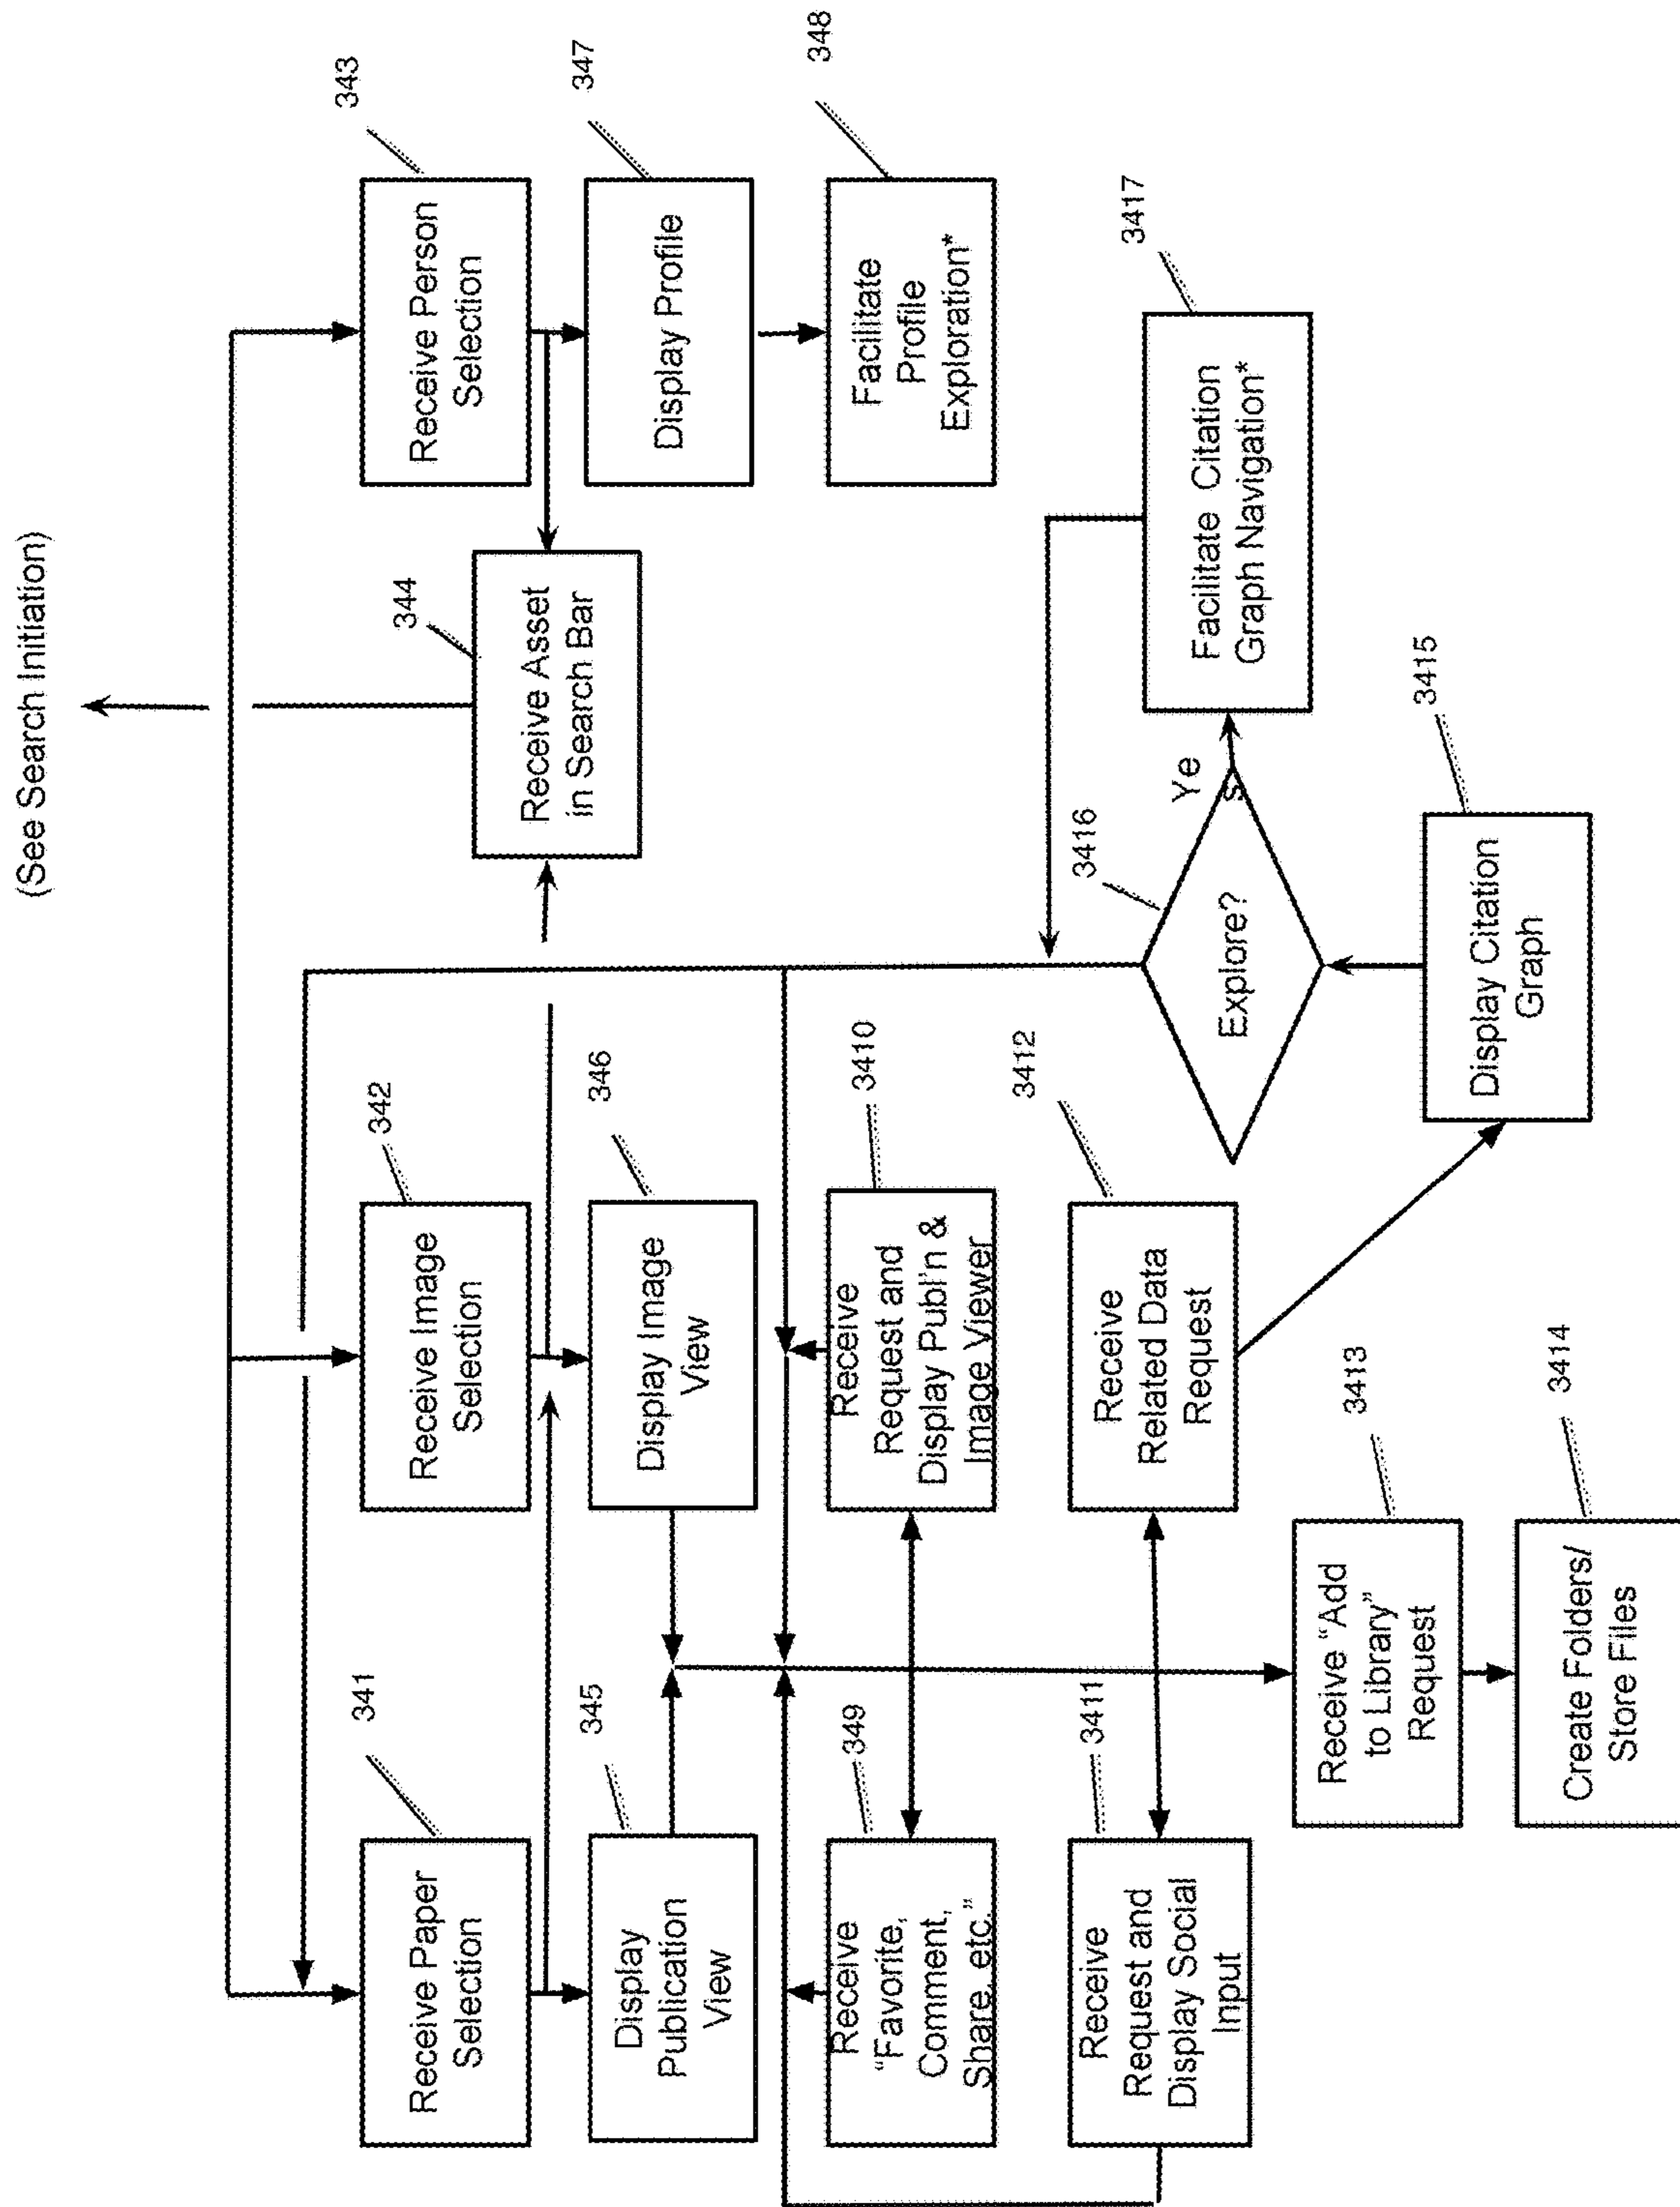 (See Search Initiation)
341
Receive Paper
Selection
342
Receive Image
Selection
343
Receive Person
Selection
344
Receive Asset
in Search Bar
345
Display
Publication
View
346
Display Image
View
347
Display Profile
349
Receive
“Favorite,
Comment,
Share, etc.”
3410
Receive
Request and
Display Publ'n &
Image Viewer
348
Facilitate
Profile
Exploration*
3411
Receive
Request and
Display Social
Input
3412
Receive
Related Data
Request
3416
Explore?
Ye
s
3417
Facilitate Citation
Graph Navigation*
3413
Receive “Add
to Library”
Request
3415
Display Citation
Graph
3414
Create Folders/
Store Files